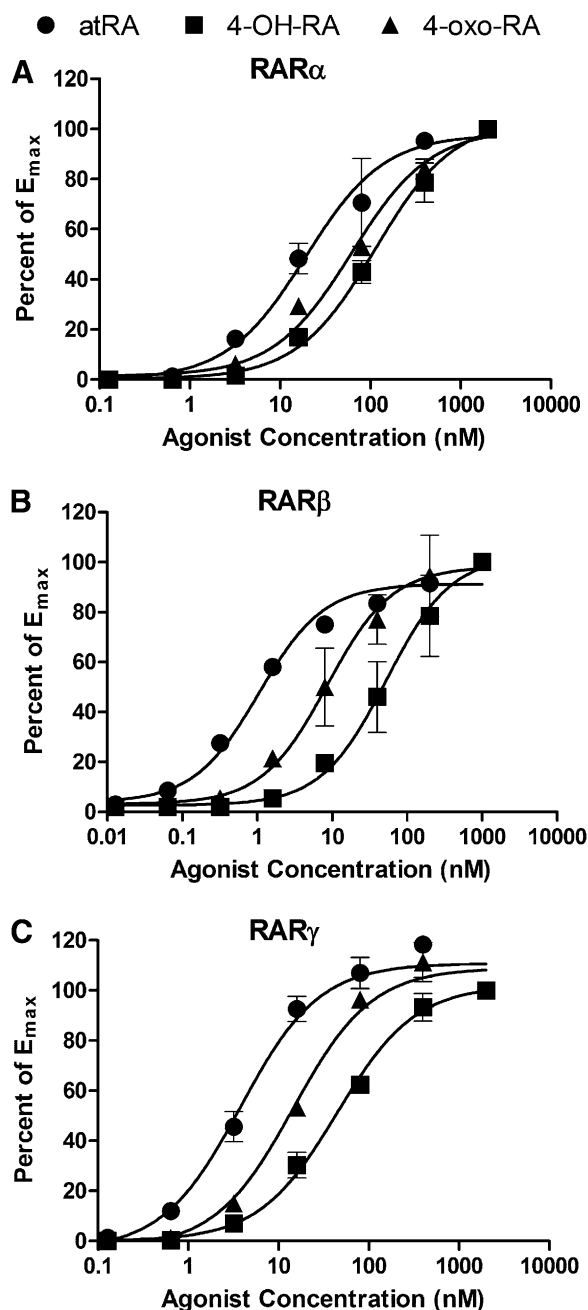 atRA 4-OH-RA 4-oxo-RA
A RARα
120
100
80
60
40
20
0
Percent of Emax
0.1 1 10 100 1000 10000
Agonist Concentration (nM)
B RARβ
120
100
80
60
40
20
0
Percent of Emax
0.01 0.1 1 10 100 1000 10000
Agonist Concentration (nM)
C RARγ
120
100
80
60
40
20
0
Percent of Emax
0.1 1 10 100 1000 10000
Agonist Concentration (nM)